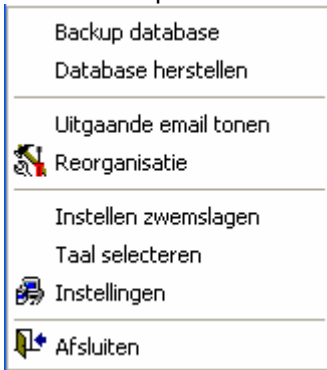 Backup database
Database herstellen
Uitgaande email tonen
Reorganisatie
Instellen zwemslagen
Taal selecteren
Instellingen
Afsluiten